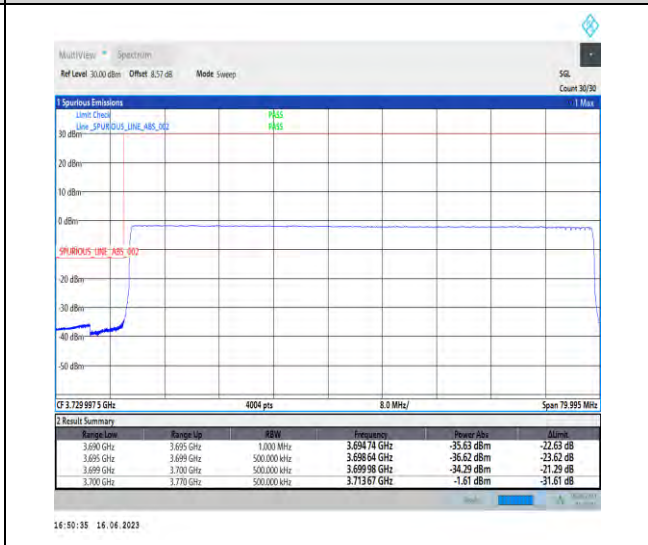 MultiView Spectrum
Ref Level 30.00 dBm Offset 8.57 dB Mode Sweep SGL
Count 30/30
1 Spurious Emissions 1 Max
Limit Check PASS
Line _SPURIOUS_LINE_ABS_002 PASS
30 dBm
20 dBm
10 dBm
0 dBm
SPURIOUS_LINE_ABS_002
-20 dBm
-30 dBm
-40 dBm
-50 dBm
CF 3.729 997 5 GHz 4004 pts 8.0 MHz/ Span 79.995 MHz
2 Result Summary
Range Low Range Up RBW Frequency Power Abs ΔLimit
3.690 GHz 3.695 GHz 1.000 MHz 3.694 74 GHz -35.63 dBm -22.63 dB
3.695 GHz 3.699 GHz 500.000 kHz 3.698 64 GHz -36.62 dBm -23.62 dB
3.699 GHz 3.700 GHz 500.000 kHz 3.699 98 GHz -34.29 dBm -21.29 dB
3.700 GHz 3.770 GHz 500.000 kHz 3.713 67 GHz -1.61 dBm -31.61 dB
16:50:35 16.06.2023